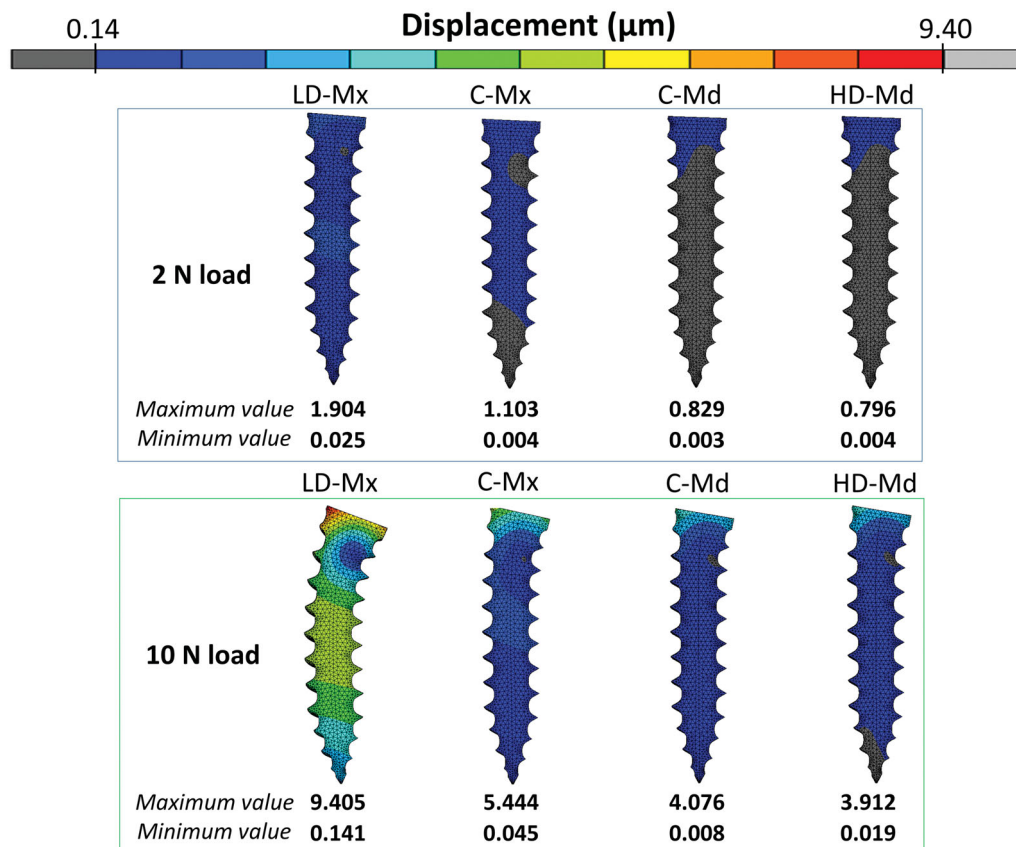 Displacement (µm)
0.14 9.40
LD-Mx C-Mx C-Md HD-Md
2 N load
Maximum value 1.904 1.103 0.829 0.796
Minimum value 0.025 0.004 0.003 0.004
LD-Mx C-Mx C-Md HD-Md
10 N load
Maximum value 9.405 5.444 4.076 3.912
Minimum value 0.141 0.045 0.008 0.019